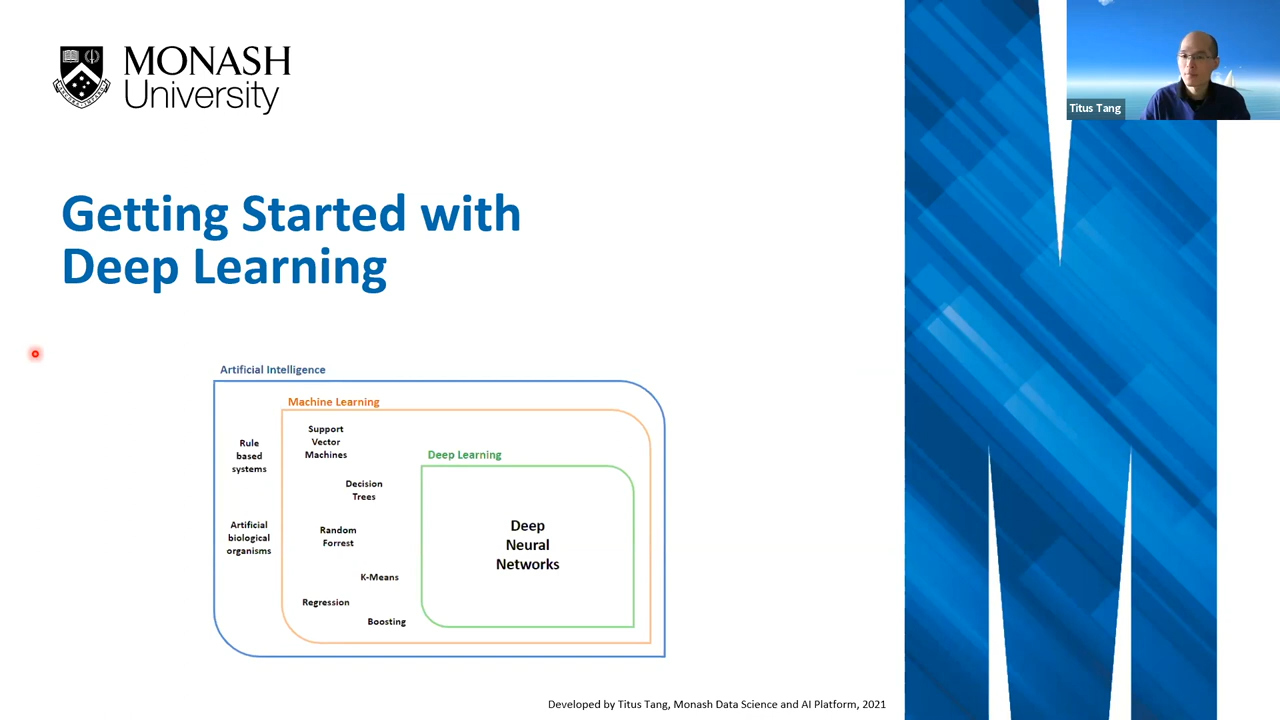 MONASH
University
Titus Tang
Getting Started with
Deep Learning
Artificial Intelligence
Machine Learning
Support
Vector
Machines
Rule
based
systems
Deep Learning
Decision
Trees
Artificial
biological
organisms
Random
Forrest
Deep
Neural
Networks
K-Means
Regression
Boosting
Developed by Titus Tang, Monash Data Science and AI Platform, 2021